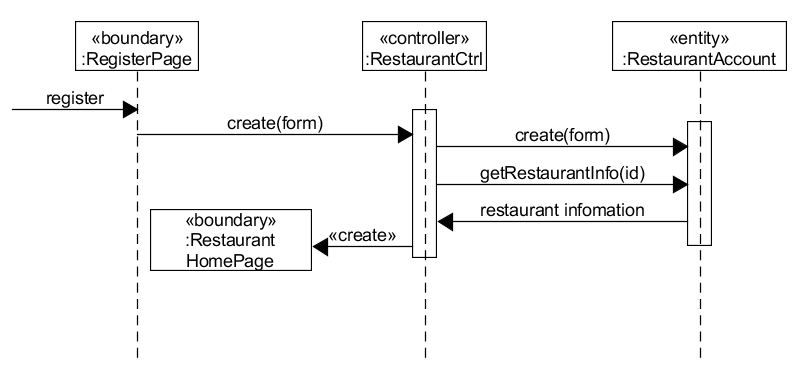 «boundary»
:RegisterPage
«controller»
:RestaurantCtrl
«entity»
:RestaurantAccount
register
create(form)
create(form)
getRestaurantInfo(id)
restaurant infomation
«boundary»
:Restaurant
HomePage
«create»